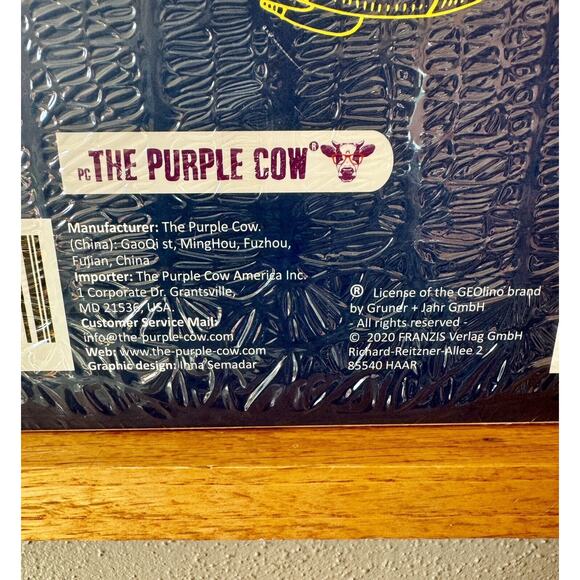 PC THE PURPLE COW®
Manufacturer: The Purple Cow.
(China): GaoQi st, MingHou, Fuzhou,
Fujian, China
Importer: The Purple Cow America Inc.
1 Corporate Dr. Grantsville,
MD 21536, USA.
Customer Service Mail:
info@the-purple-cow.com
Web: www.the-purple-cow.com
Graphic design: Inna Semadar
® License of the GEOlino brand
by Gruner + Jahr GmbH
- All rights reserved -
© 2020 FRANZIS Verlag GmbH
Richard-Reitzner-Allee 2
85540 HAAR